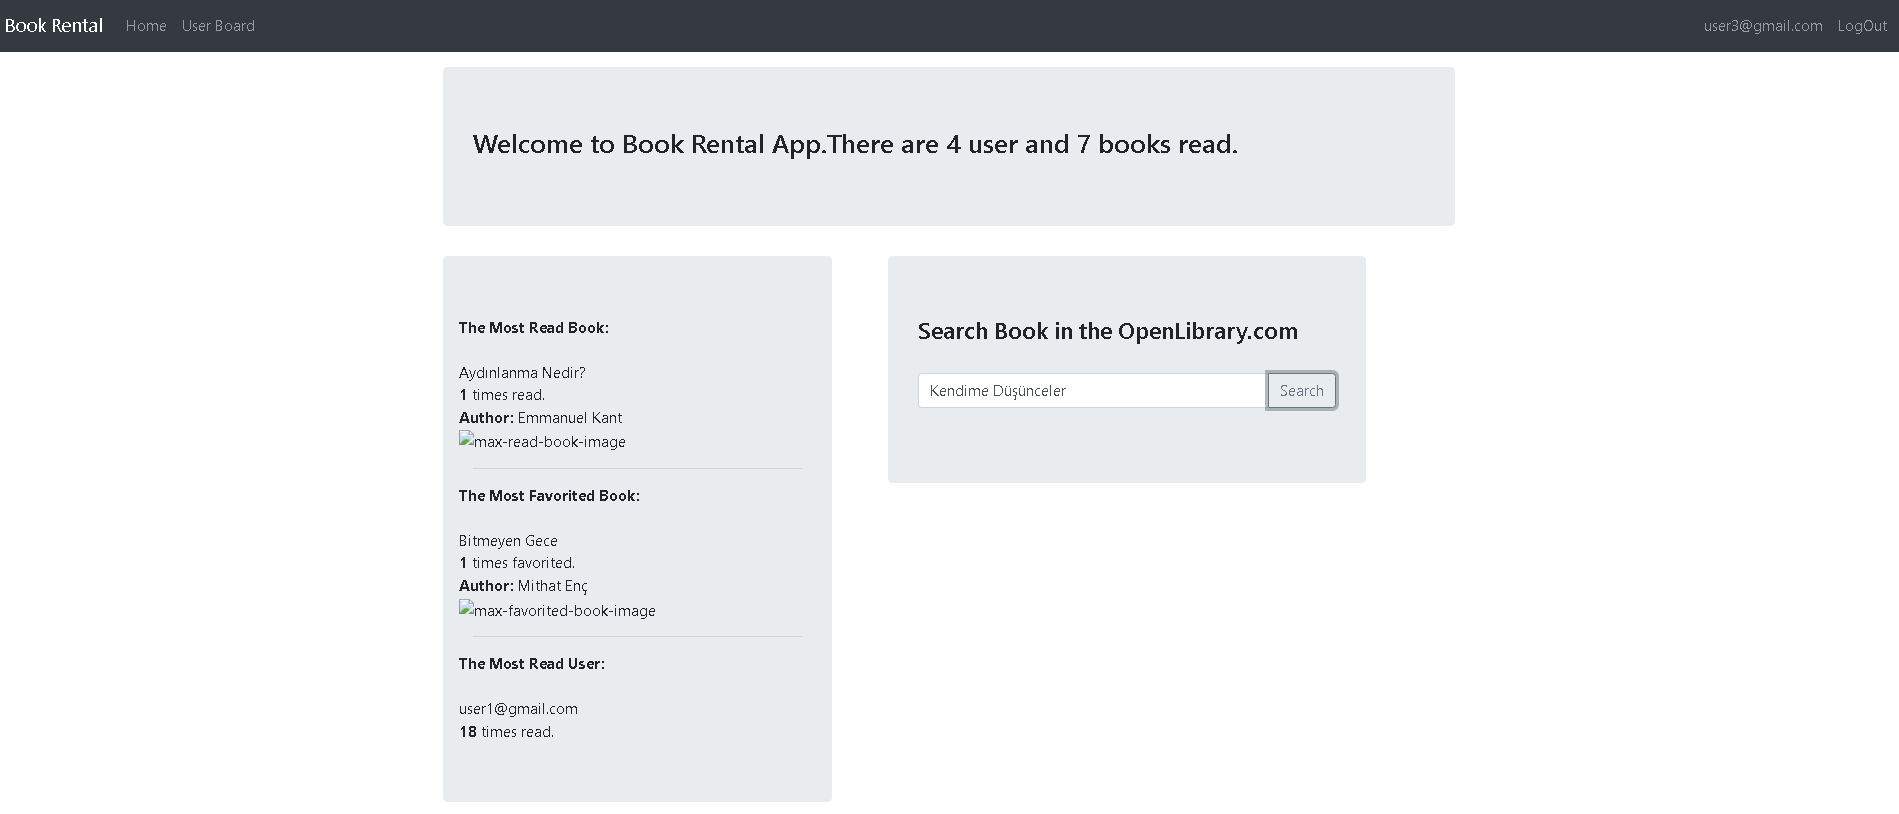 Book Rental Home User Board user3@gmail.com LogOut
Welcome to Book Rental App.There are 4 user and 7 books read.
The Most Read Book:
Aydınlanma Nedir?
1 times read.
Author: Emmanuel Kant
max-read-book-image
The Most Favorited Book:
Bitmeyen Gece
1 times favorited.
Author: Mithat Enç
max-favorited-book-image
The Most Read User:
user1@gmail.com
18 times read.
Search Book in the OpenLibrary.com
Kendime Düşünceler Search